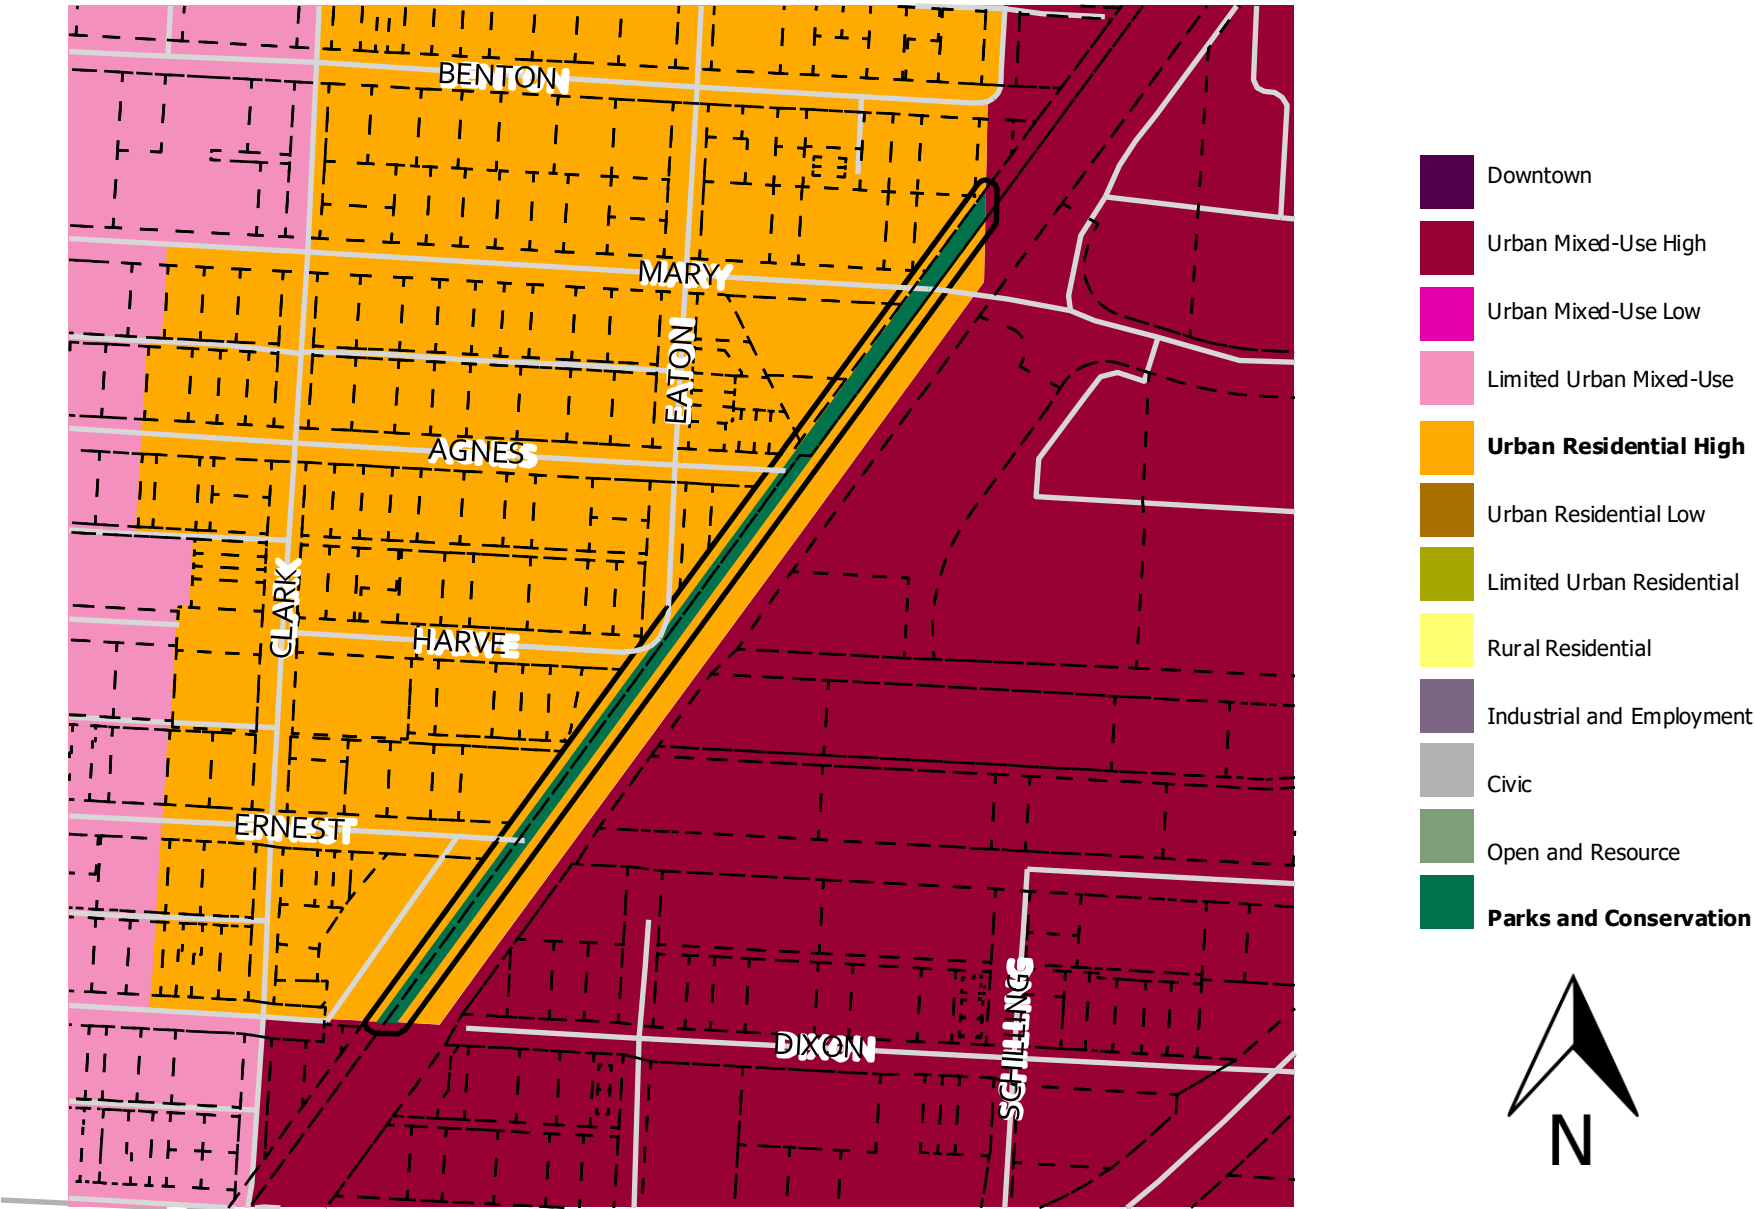 BENTON
MARY
EATON
AGNES
CLARK
HARVE
ERNEST
SCHILLING
DIXON
Downtown
Urban Mixed-Use High
Urban Mixed-Use Low
Limited Urban Mixed-Use
Urban Residential High
Urban Residential Low
Limited Urban Residential
Rural Residential
Industrial and Employment
Civic
Open and Resource
Parks and Conservation
N